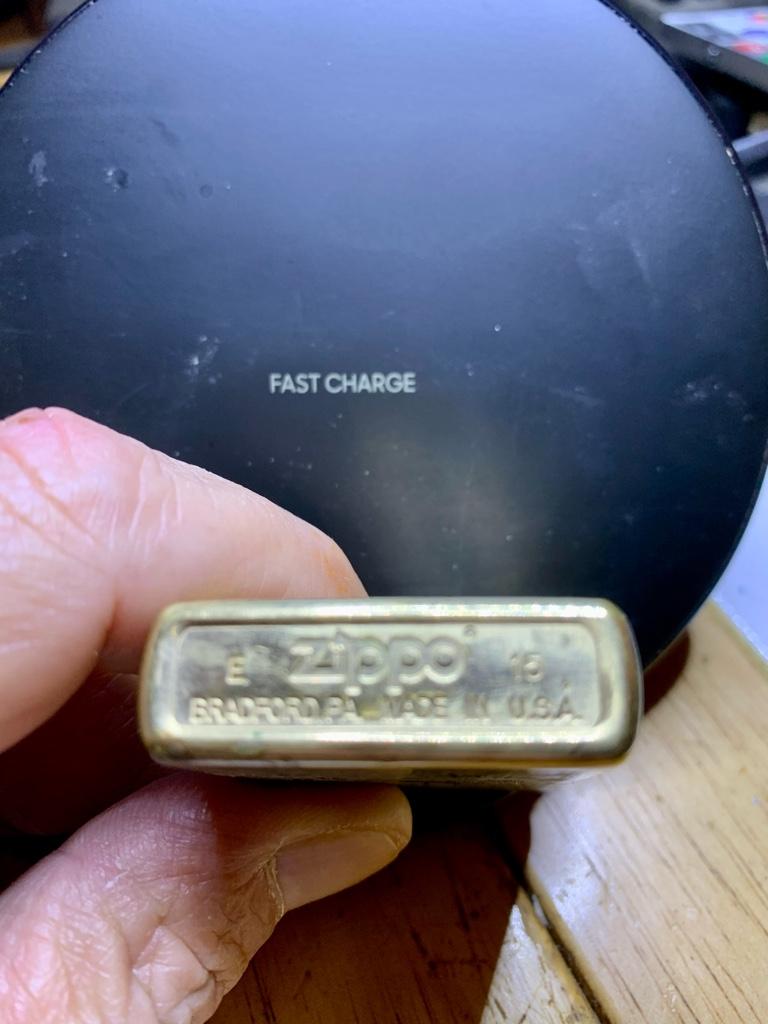 FAST CHARGE
E zippo® 15
BRADFORD, PA. MADE IN U.S.A.